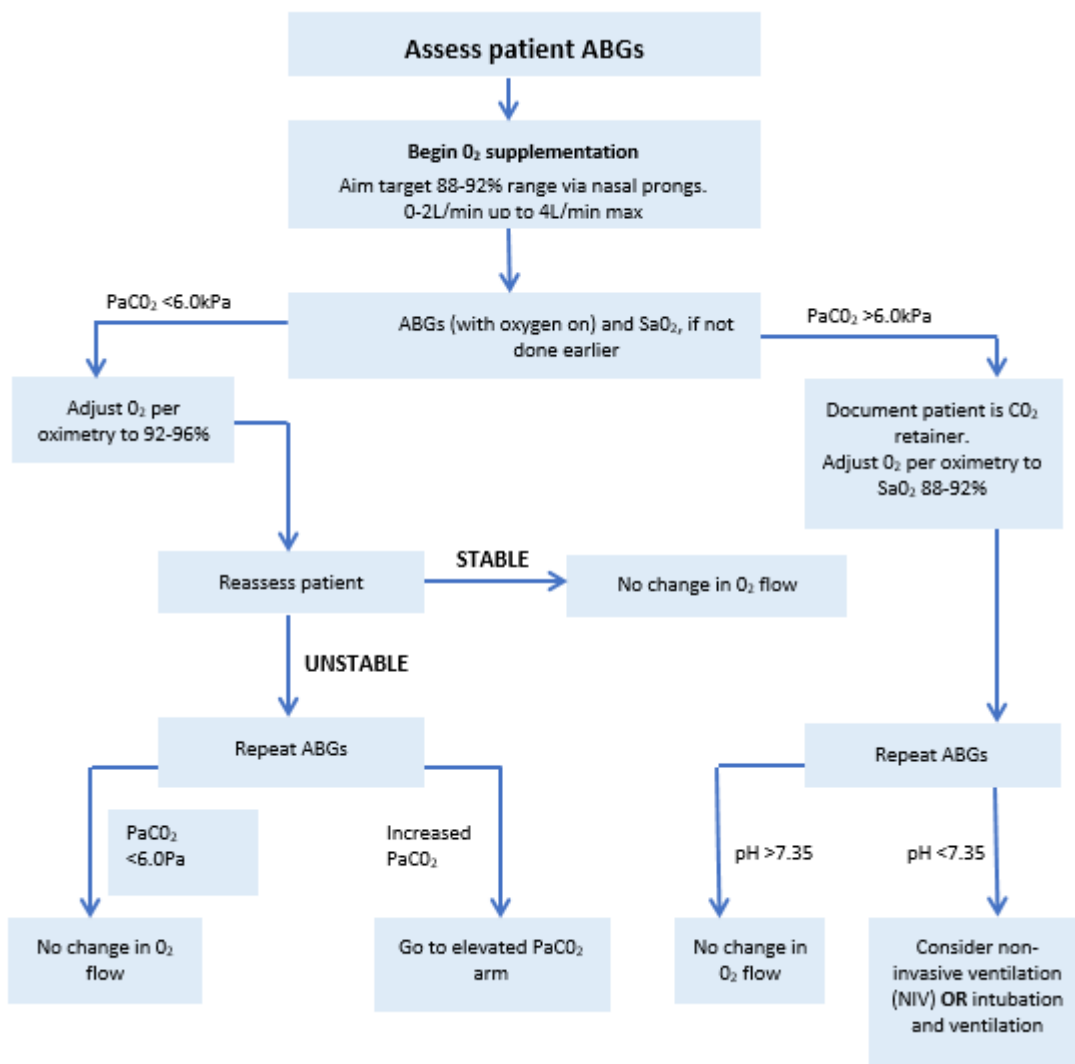 Assess patient ABGs
Begin 0₂ supplementation
Aim target 88-92% range via nasal prongs.
0-2L/min up to 4L/min max
PaC0₂ <6.0kPa
ABGs (with oxygen on) and Sa0₂, if not
done earlier
PaC0₂ >6.0kPa
Adjust 0₂ per
oximetry to 92-96%
Document patient is C0₂
retainer.
Adjust 0₂ per oximetry to
Sa0₂ 88-92%
Reassess patient
STABLE
No change in 0₂ flow
UNSTABLE
Repeat ABGs
Repeat ABGs
PaC0₂
<6.0Pa
Increased
PaC0₂
pH >7.35
pH <7.35
No change in 0₂
flow
Go to elevated PaC0₂
arm
No change in
0₂ flow
Consider non-
invasive ventilation
(NIV) OR intubation
and ventilation